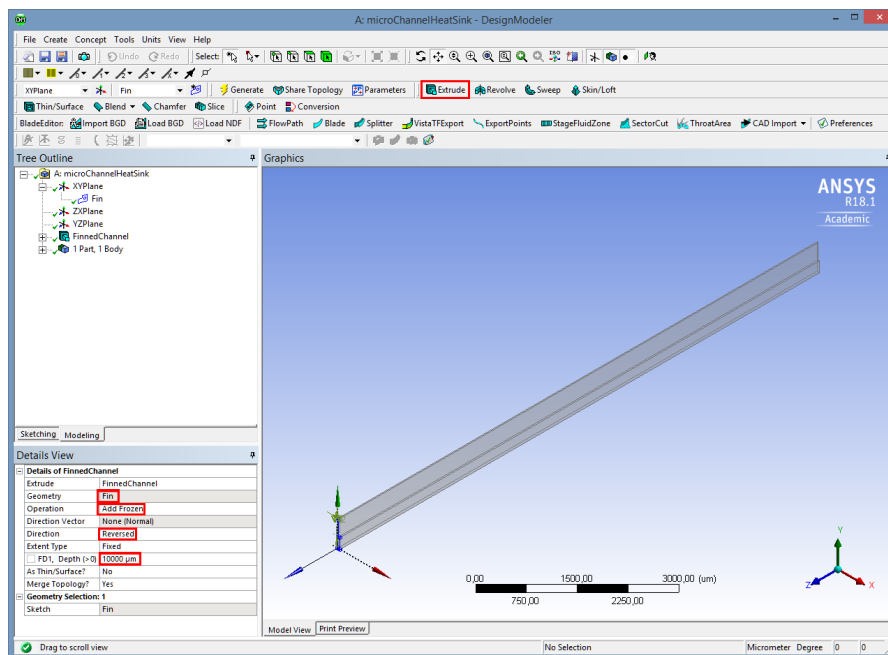 A: microChannelHeatSink - DesignModeler
File Create Concept Tools Units View Help
Undo Redo Select:
XYPlane Fin Generate Share Topology Parameters Extrude Revolve Sweep Skin/Loft
Thin/Surface Blend Chamfer Slice Point Conversion
BladeEditor: Import BGD Load BGD Load NDF FlowPath Blade Splitter VistaTFExport ExportPoints StageFluidZone SectorCut ThroatArea CAD Import Preferences
Tree Outline
A: microChannelHeatSink
XYPlane
Fin
ZXPlane
YZPlane
FinnedChannel
1 Part, 1 Body
Sketching Modeling
Details View
Details of FinnedChannel
Extrude FinnedChannel
Geometry Fin
Operation Add Frozen
Direction Vector None (Normal)
Direction Reversed
Extent Type Fixed
FD1, Depth (>0) 10000 µm
As Thin/Surface? No
Merge Topology? Yes
Geometry Selection: 1
Sketch Fin
Graphics
ANSYS
R18.1
Academic
0,00 1500,00 3000,00 (um)
750,00 2250,00
Y
Z X
Model View Print Preview
Drag to scroll view No Selection Micrometer Degree 0 0